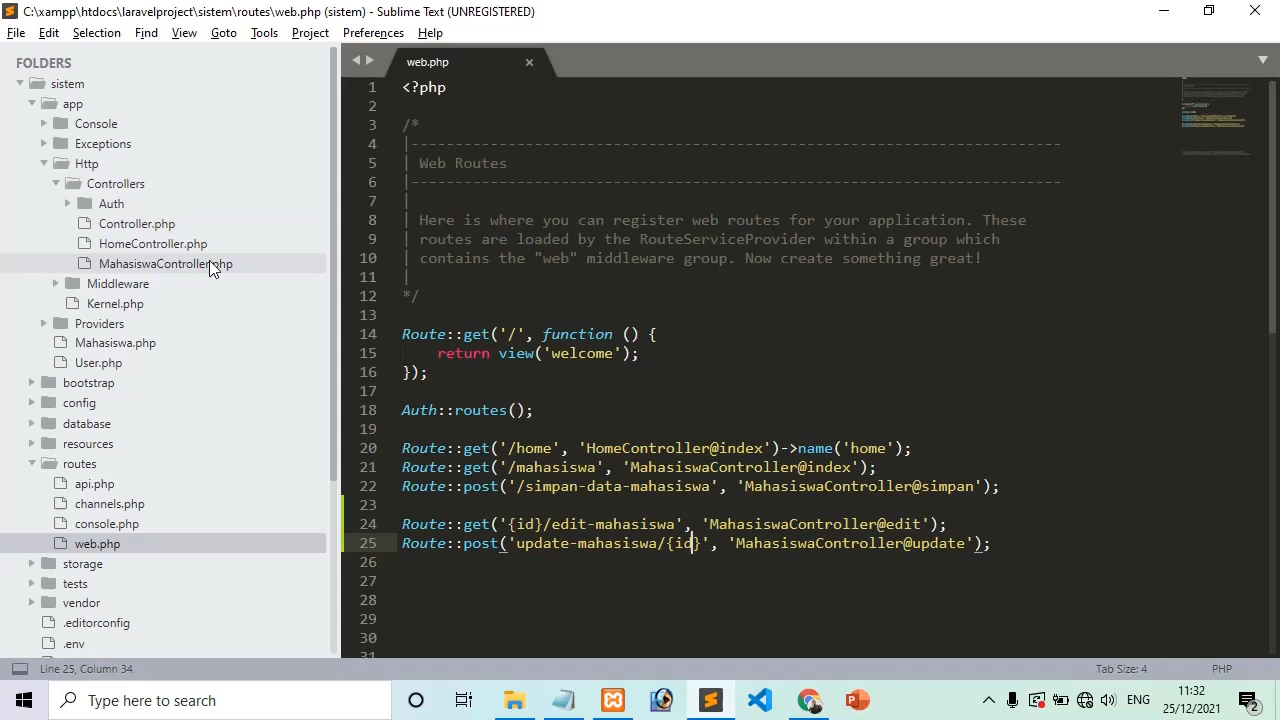 C:\xampp\htdocs\laravelproject\sistem\routes\web.php (sistem) - Sublime Text (UNREGISTERED)
File Edit Selection Find View Goto Tools Project Preferences Help
FOLDERS
sistem
app
Console
Exceptions
Http
Controllers
Auth
Controller.php
HomeController.php
MahasiswaController.php
Middleware
Kernel.php
Providers
Mahasiswa.php
User.php
bootstrap
config
database
resources
routes
api.php
channels.php
console.php
web.php
storage
tests
vendor
.editorconfig
.env
web.php
1 <?php
2
3 /*
4 |--------------------------------------------------------------------------
5 | Web Routes
6 |--------------------------------------------------------------------------
7 |
8 | Here is where you can register web routes for your application. These
9 | routes are loaded by the RouteServiceProvider within a group which
10 | contains the "web" middleware group. Now create something great!
11 |
12 */
13
14 Route::get('/', function () {
15     return view('welcome');
16 });
17
18 Auth::routes();
19
20 Route::get('/home', 'HomeController@index')->name('home');
21 Route::get('/mahasiswa', 'MahasiswaController@index');
22 Route::post('/simpan-data-mahasiswa', 'MahasiswaController@simpan');
23
24 Route::get('{id}/edit-mahasiswa', 'MahasiswaController@edit');
25 Route::post('update-mahasiswa/{id}', 'MahasiswaController@update');
26
27
28
29
30
31
Line 25, Column 34
Tab Size: 4
PHP
Type here to search
ENG
11:32
25/12/2021
2